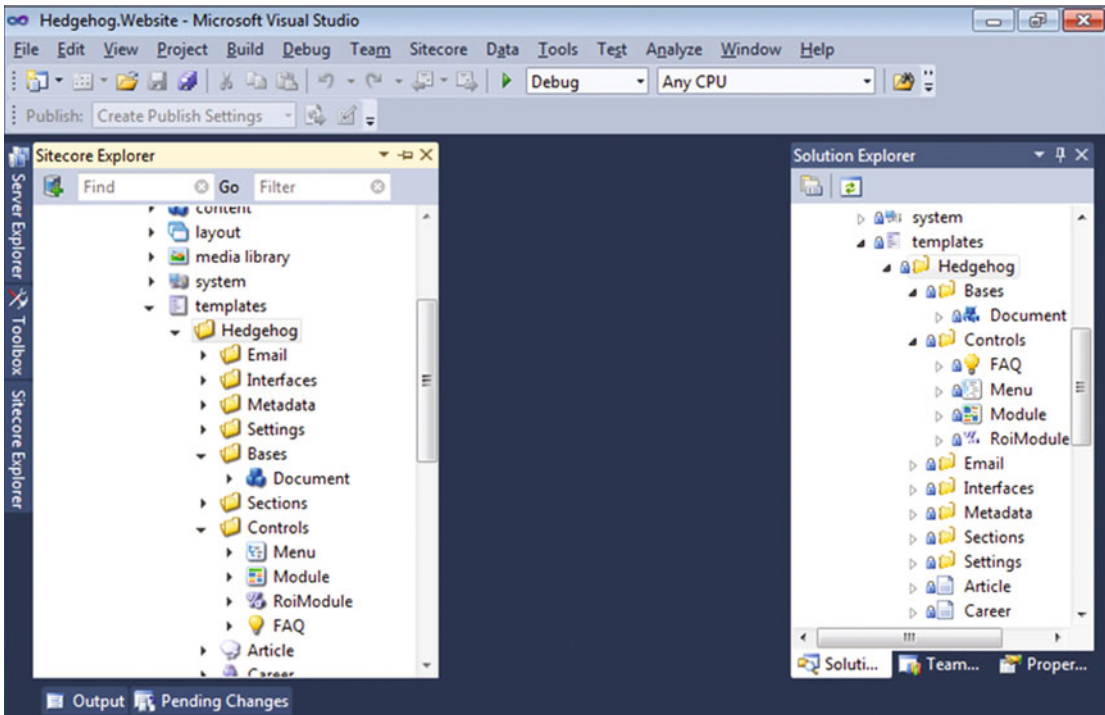 Hedgehog.Website - Microsoft Visual Studio
File Edit View Project Build Debug Team Sitecore Data Tools Test Analyze Window Help
Debug Any CPU
Publish: Create Publish Settings
Server Explorer
Toolbox
Sitecore Explorer
Sitecore Explorer
Find Go Filter
content
layout
media library
system
templates
Hedgehog
Email
Interfaces
Metadata
Settings
Bases
Document
Sections
Controls
Menu
Module
RoiModule
FAQ
Article
Career
Solution Explorer
system
templates
Hedgehog
Bases
Document
Controls
FAQ
Menu
Module
RoiModule
Email
Interfaces
Metadata
Sections
Settings
Article
Career
Soluti... Team... Proper...
Output Pending Changes